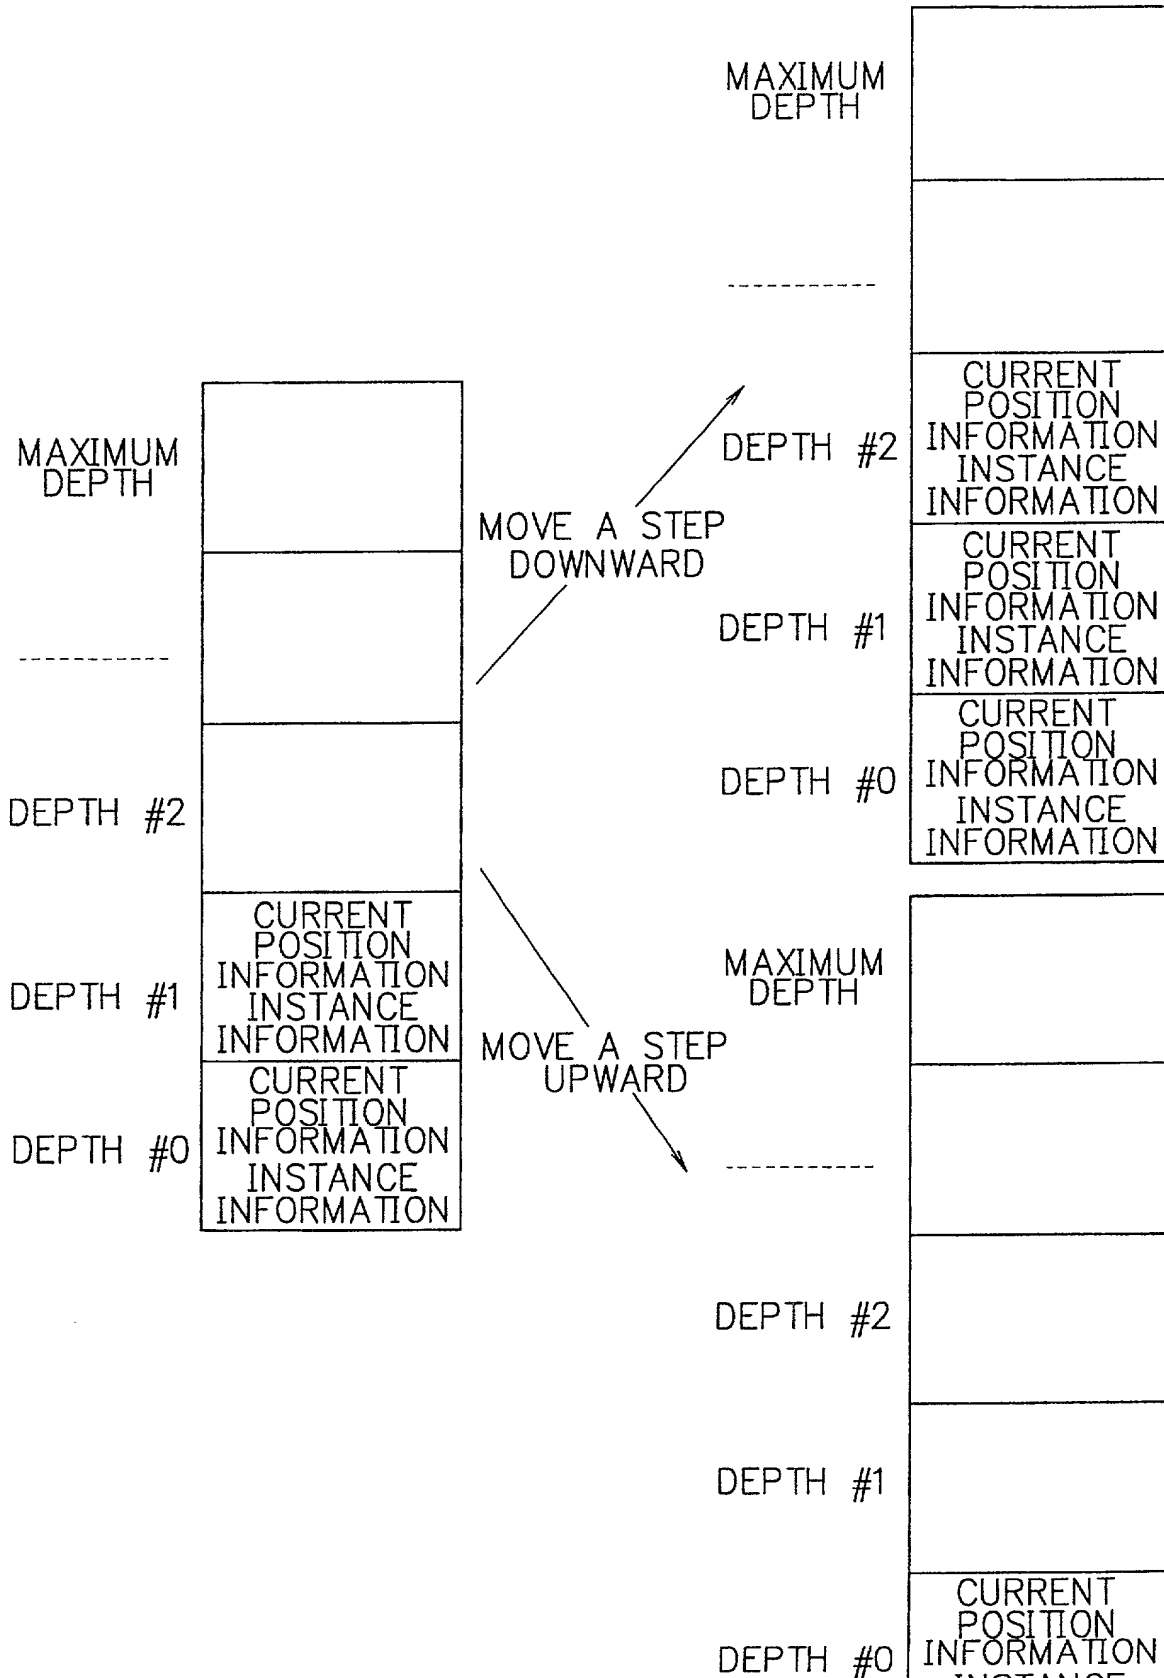 MAXIMUM
DEPTH
DEPTH #2
CURRENT
POSITION
INFORMATION
INSTANCE
INFORMATION
DEPTH #1
CURRENT
POSITION
INFORMATION
INSTANCE
INFORMATION
DEPTH #0
CURRENT
POSITION
INFORMATION
INSTANCE
INFORMATION
MAXIMUM
DEPTH
DEPTH #2
DEPTH #1
CURRENT
POSITION
INFORMATION
INSTANCE
INFORMATION
DEPTH #0
CURRENT
POSITION
INFORMATION
INSTANCE
INFORMATION
MOVE A STEP
DOWNWARD
MOVE A STEP
UPWARD
MAXIMUM
DEPTH
DEPTH #2
DEPTH #1
DEPTH #0
CURRENT
POSITION
INFORMATION
INSTANCE